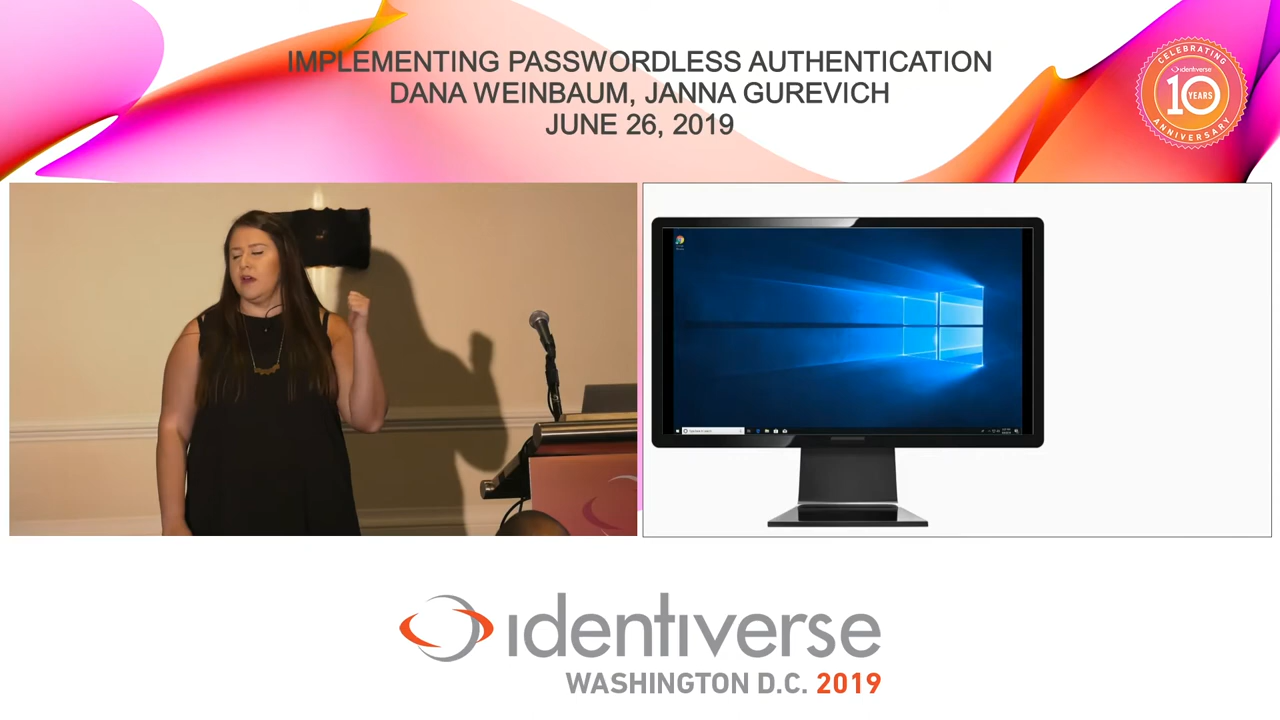 IMPLEMENTING PASSWORDLESS AUTHENTICATION
DANA WEINBAUM, JANNA GUREVICH
JUNE 26, 2019
CELEBRATING
identiverse
10 YEARS
ANNIVERSARY
identiverse
WASHINGTON D.C. 2019